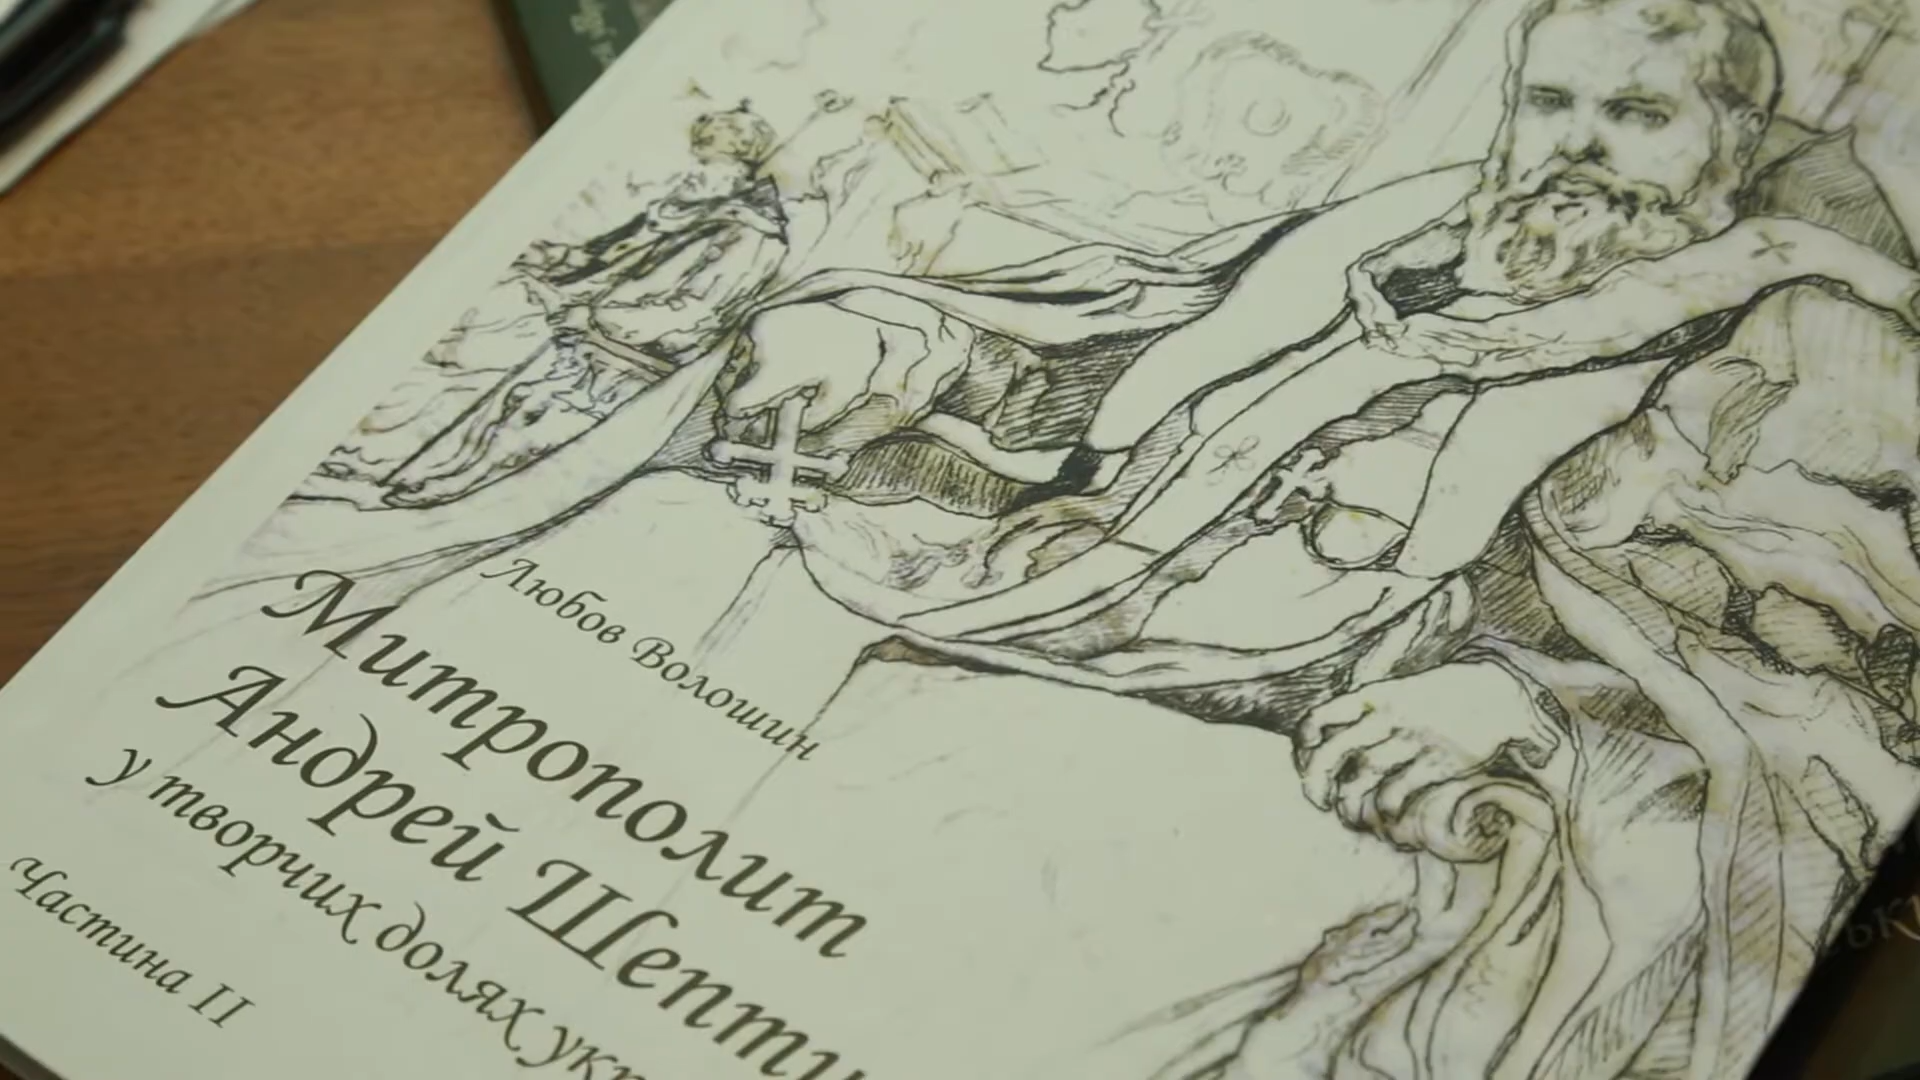 Любов Волошин
Митрополит
Андрей Шепти
у творчих долях укр
Частина II